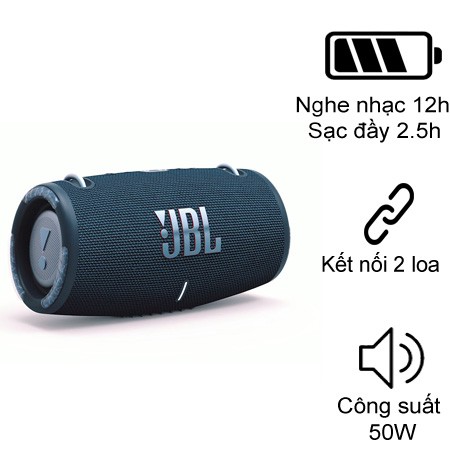 Nghe nhạc 12h
Sạc đầy 2.5h
JBL
Kết nối 2 loa
Công suất
50W